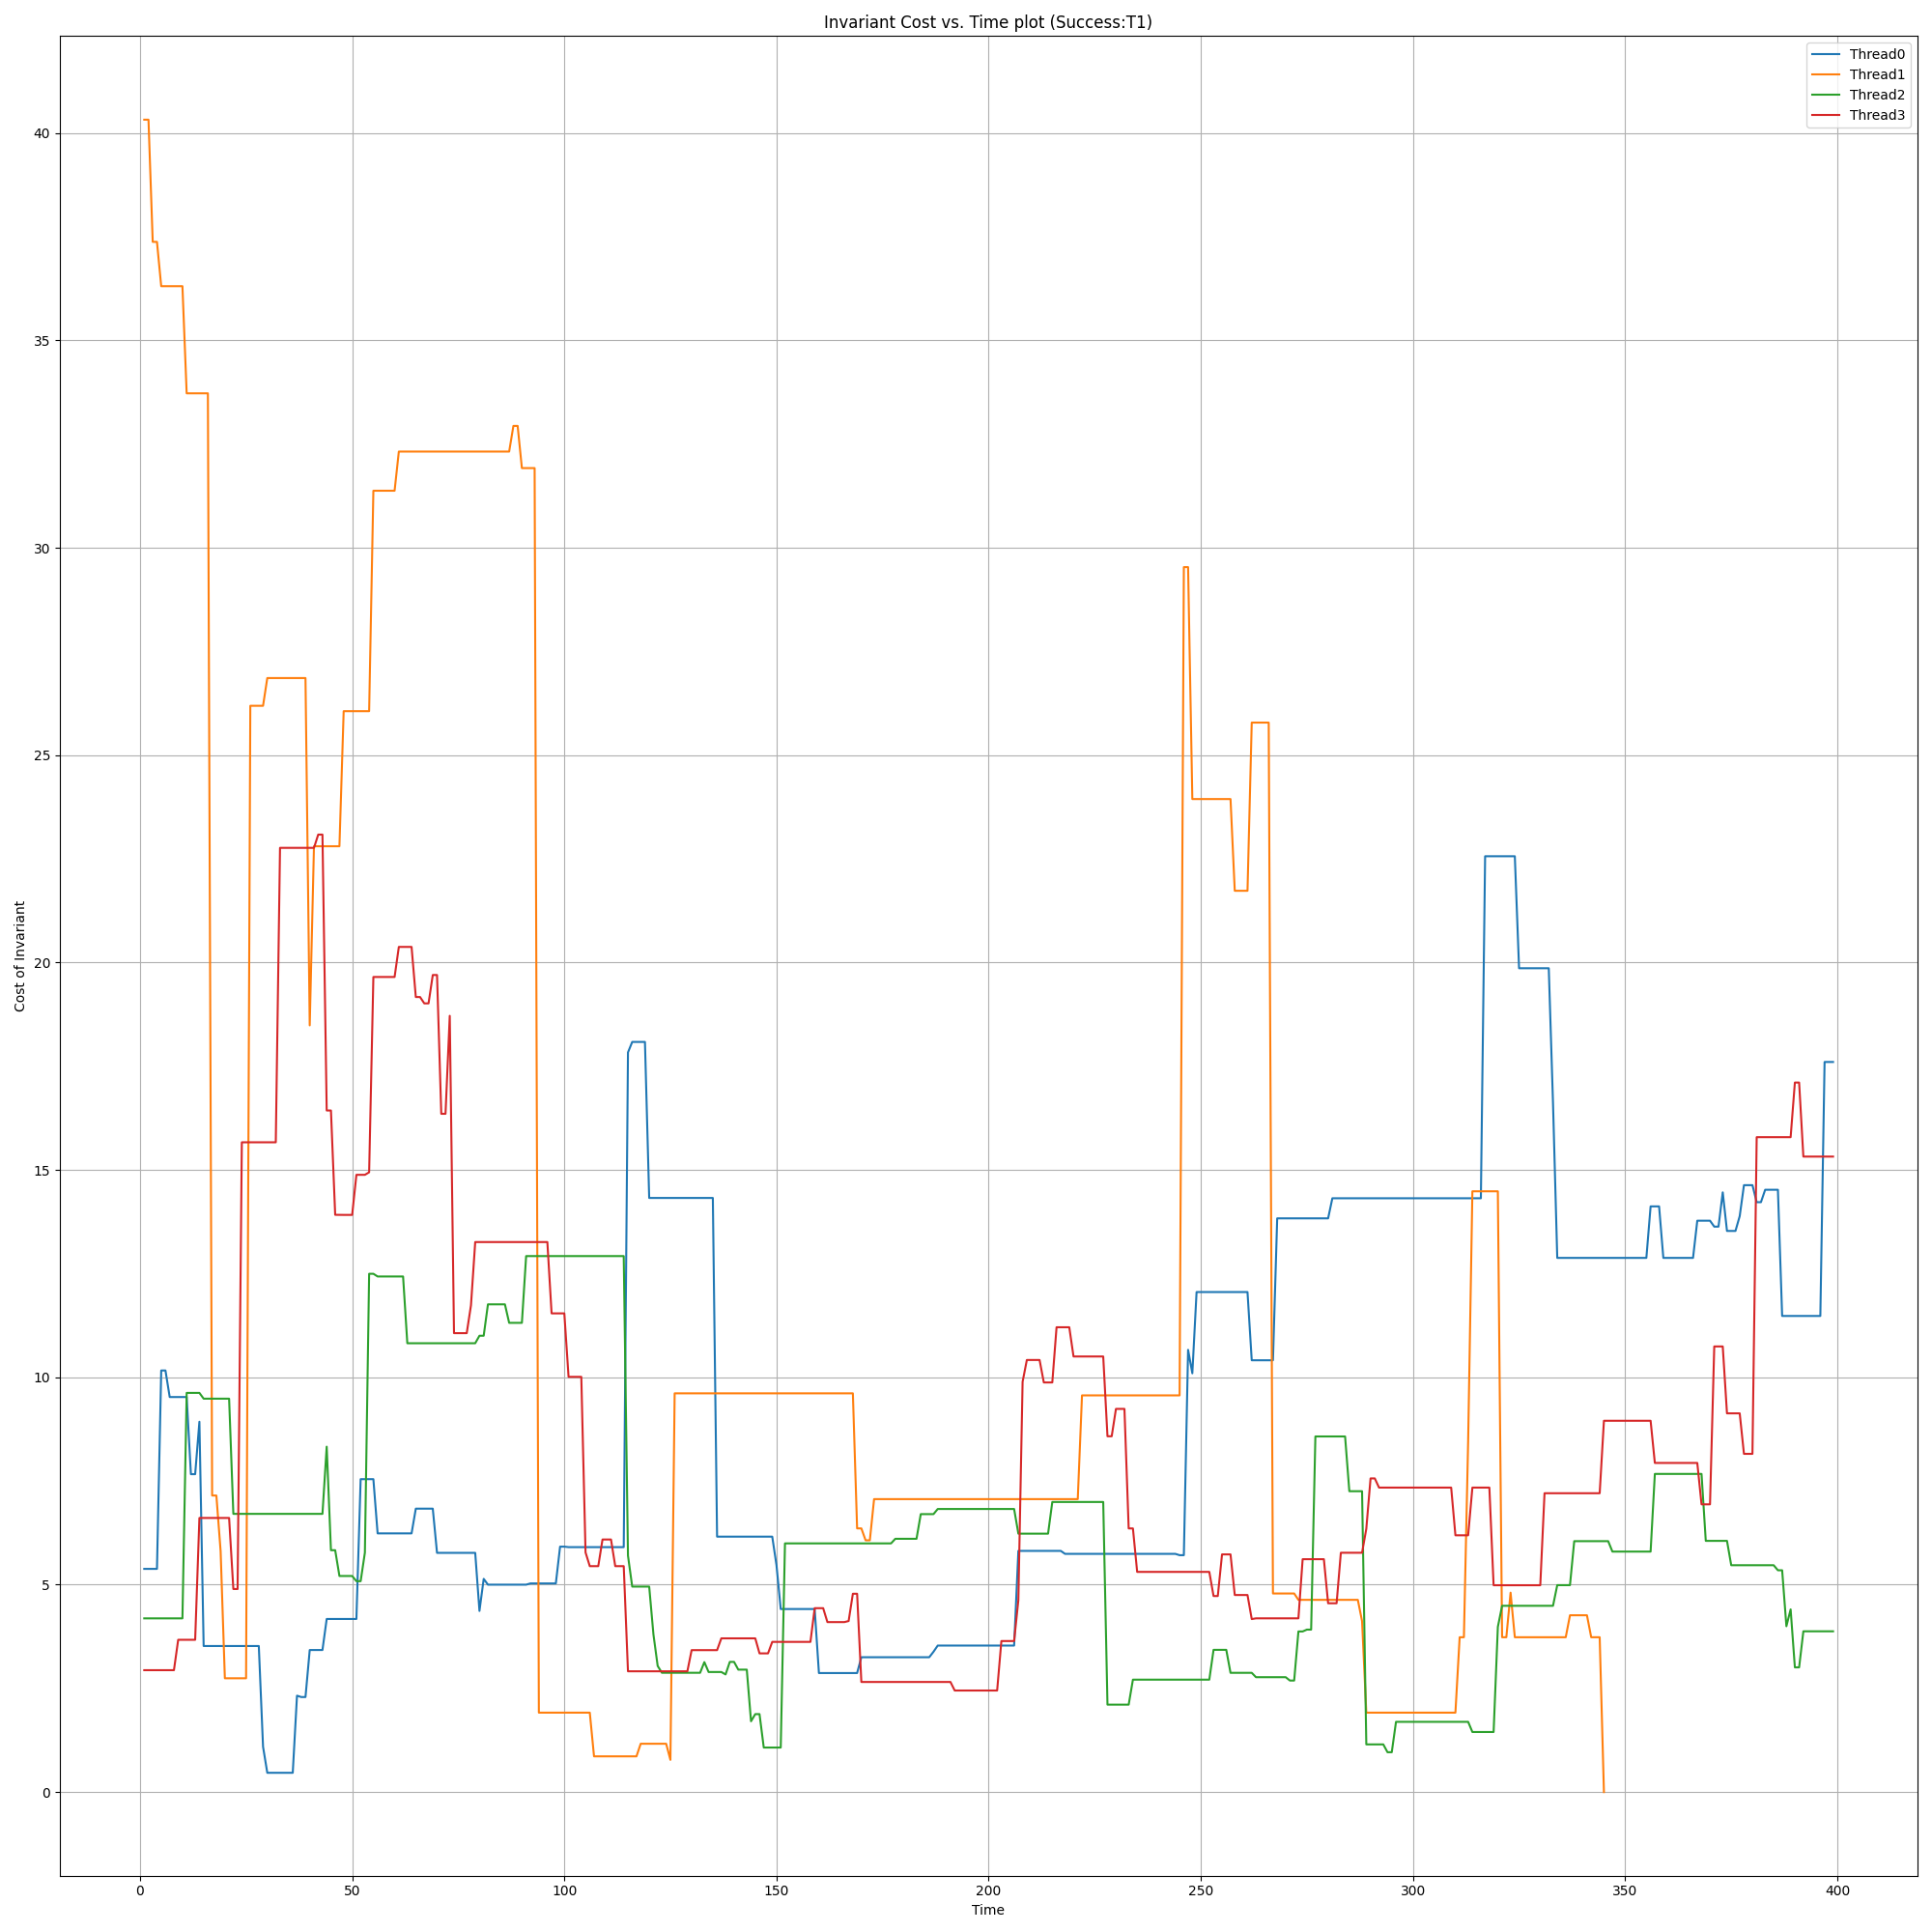 Invariant Cost vs. Time plot (Success:T1)
Thread0
Thread1
Thread2
Thread3
40
35
30
25
20
15
10
5
0
Cost of Invariant
0 50 100 150 200 250 300 350 400
Time